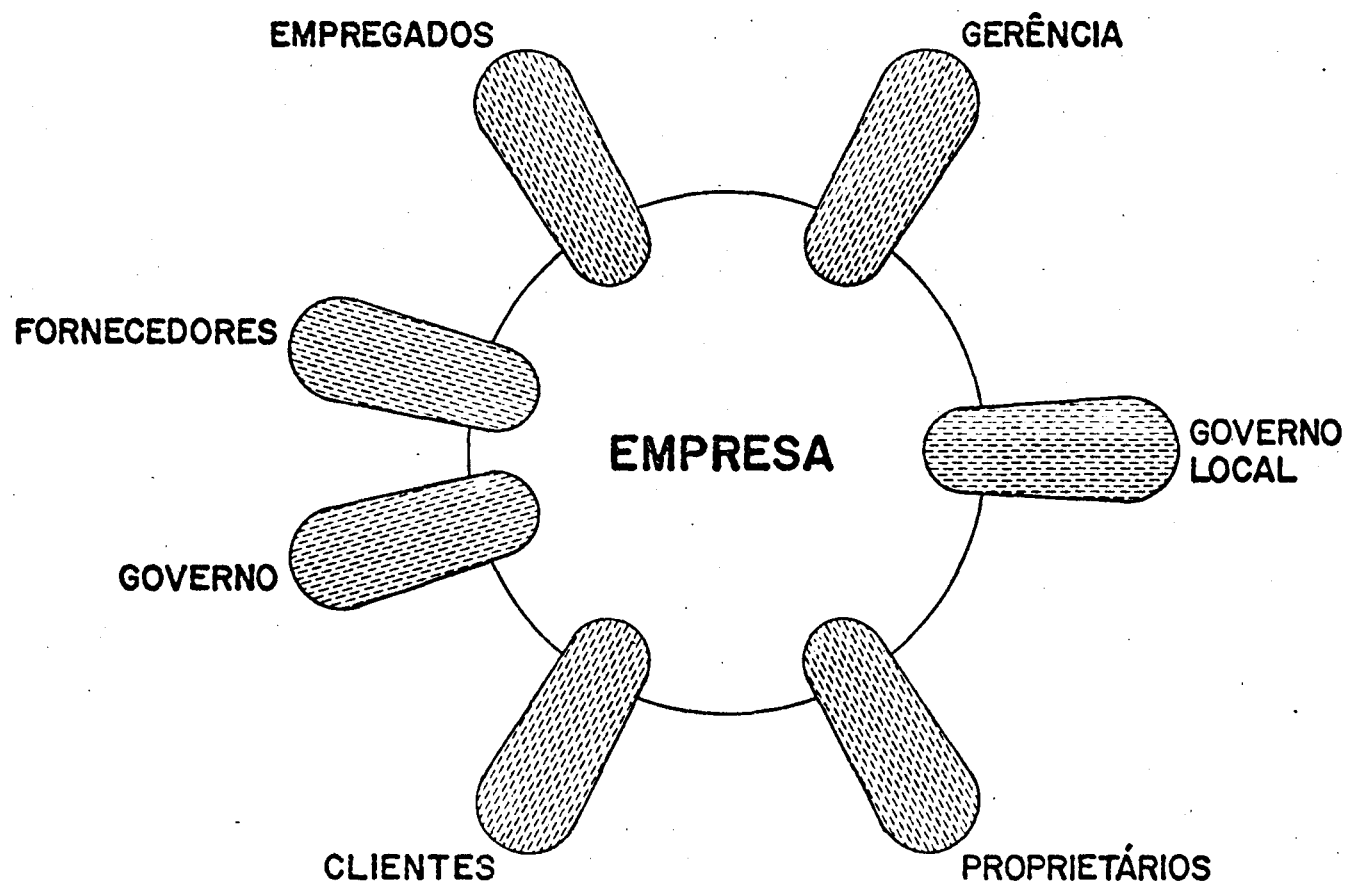 EMPREGADOS
GERÊNCIA
FORNECEDORES
EMPRESA
GOVERNO
LOCAL
GOVERNO
CLIENTES
PROPRIETÁRIOS